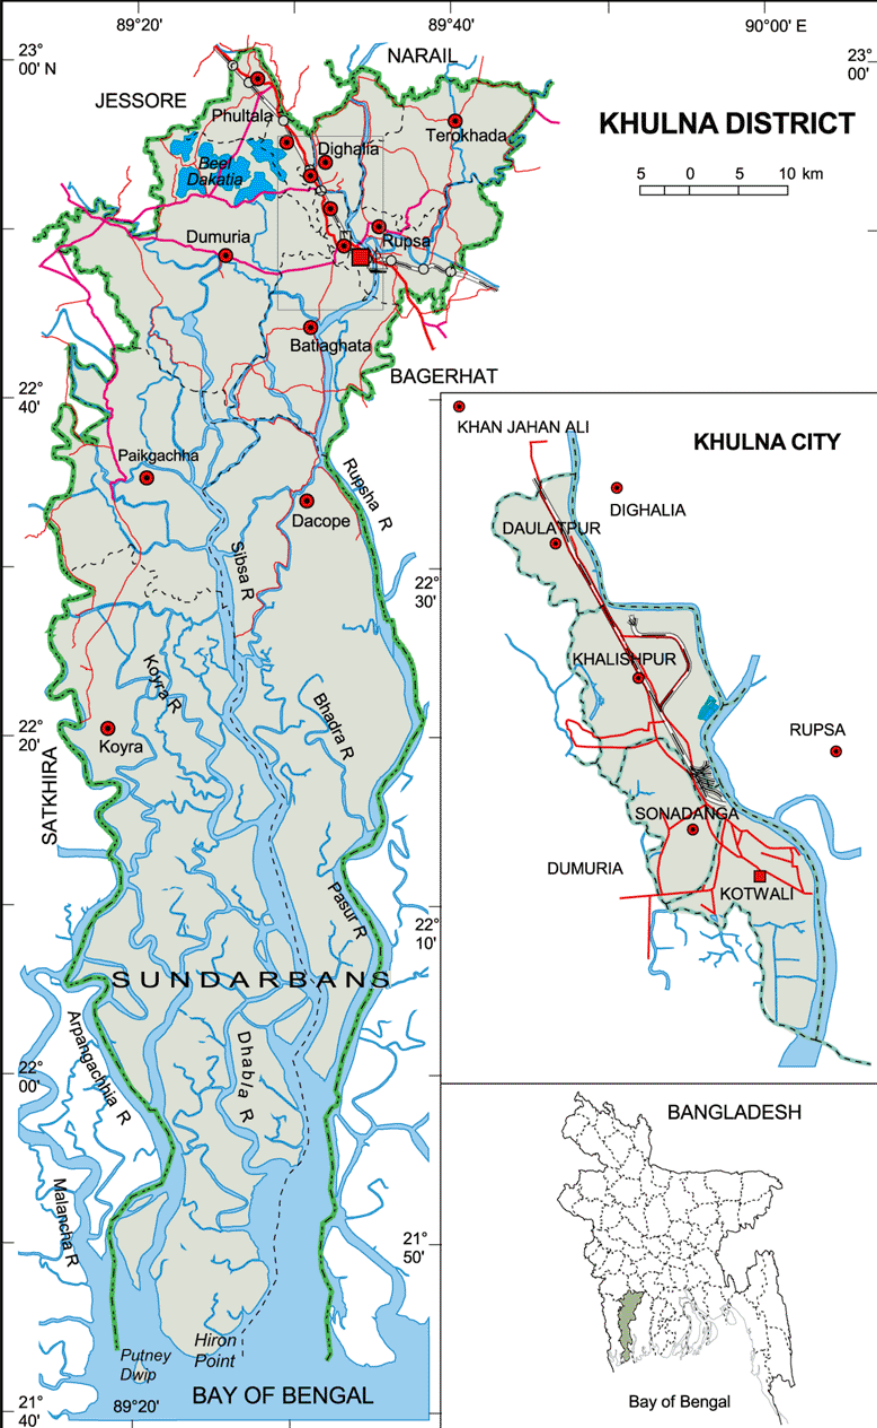 89°20'
89°40'
90°00' E
23°
00' N
NARAIL
23°
00'
JESSORE
KHULNA DISTRICT
Phultala
Terokhada
Dighalia
Beel
Dakatia
5 0 5 10 km
Dumuria
Rupsa
Batiaghata
BAGERHAT
22°
40'
KHAN JAHAN ALI
KHULNA CITY
Paikgachha
Rupsha R
Dacope
DIGHALIA
DAULATPUR
Sibsa R
22°
30'
Koyra R
KHALISHPUR
Bhadra R
22°
20'
Koyra
RUPSA
SATKHIRA
SONADANGA
DUMURIA
KOTWALI
Pasur R
22°
10'
SUNDARBANS
Arpangachhia R
Dhabla R
22°
00'
BANGLADESH
Malancha R
21°
50'
Hiron
Point
Putney
Dwip
BAY OF BENGAL
Bay of Bengal
89°20'
21°
40'